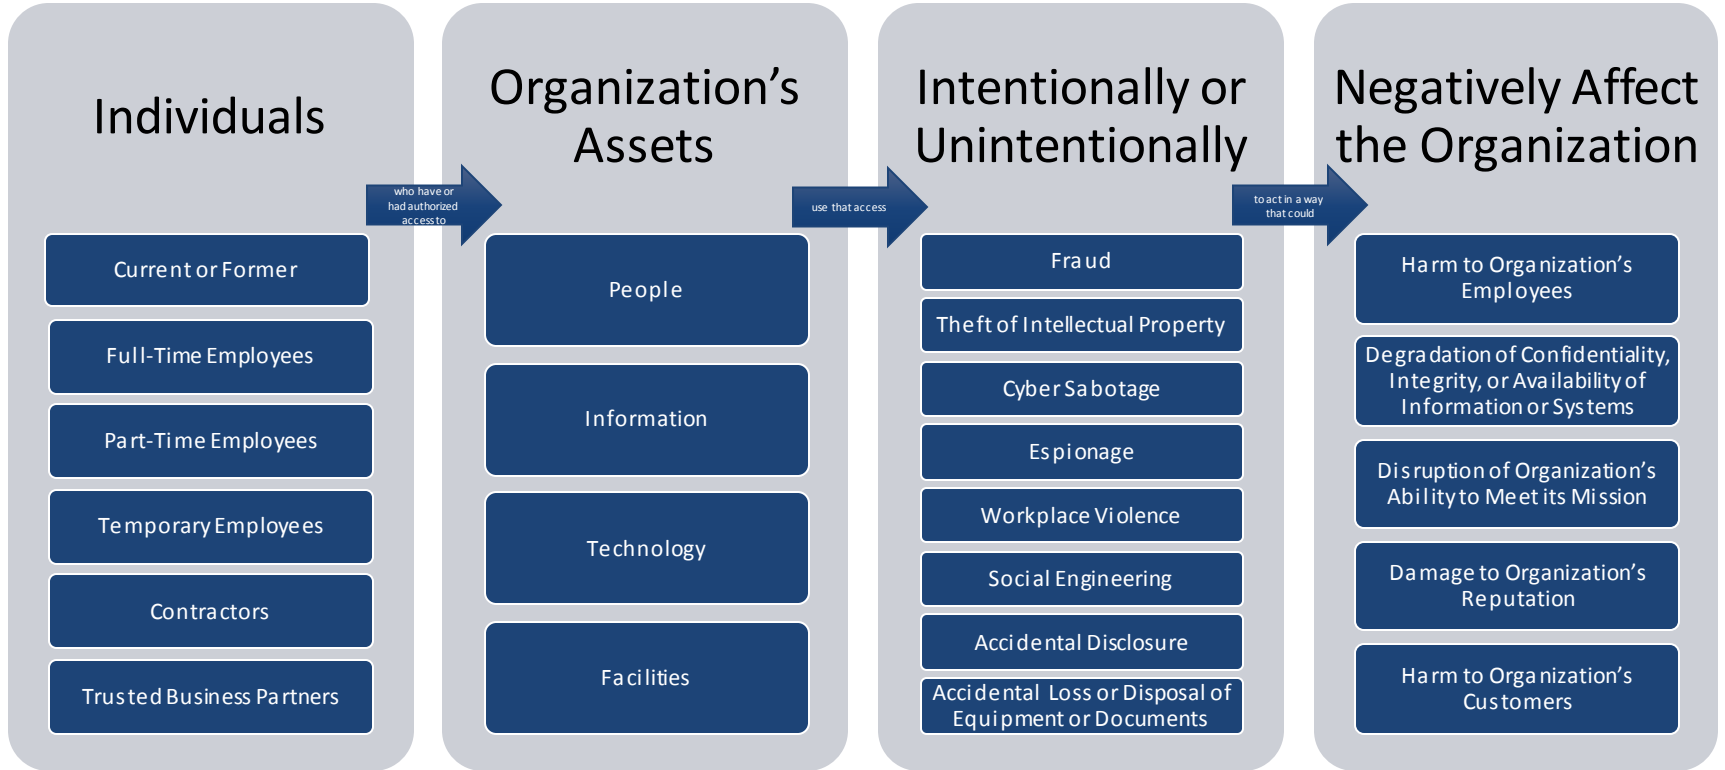 Individuals
who have or
had authorized
access to
Current or Former
Full-Time Employees
Part-Time Employees
Temporary Employees
Contractors
Trusted Business Partners
Organization’s
Assets
use that access
People
Information
Technology
Facilities
Intentionally or
Unintentionally
to act in a way
that could
Fraud
Theft of Intellectual Property
Cyber Sabotage
Espionage
Workplace Violence
Social Engineering
Accidental Disclosure
Accidental Loss or Disposal of
Equipment or Documents
Negatively Affect
the Organization
Harm to Organization’s
Employees
Degradation of Confidentiality,
Integrity, or Availability of
Information or Systems
Disruption of Organization’s
Ability to Meet its Mission
Damage to Organization’s
Reputation
Harm to Organization’s
Customers